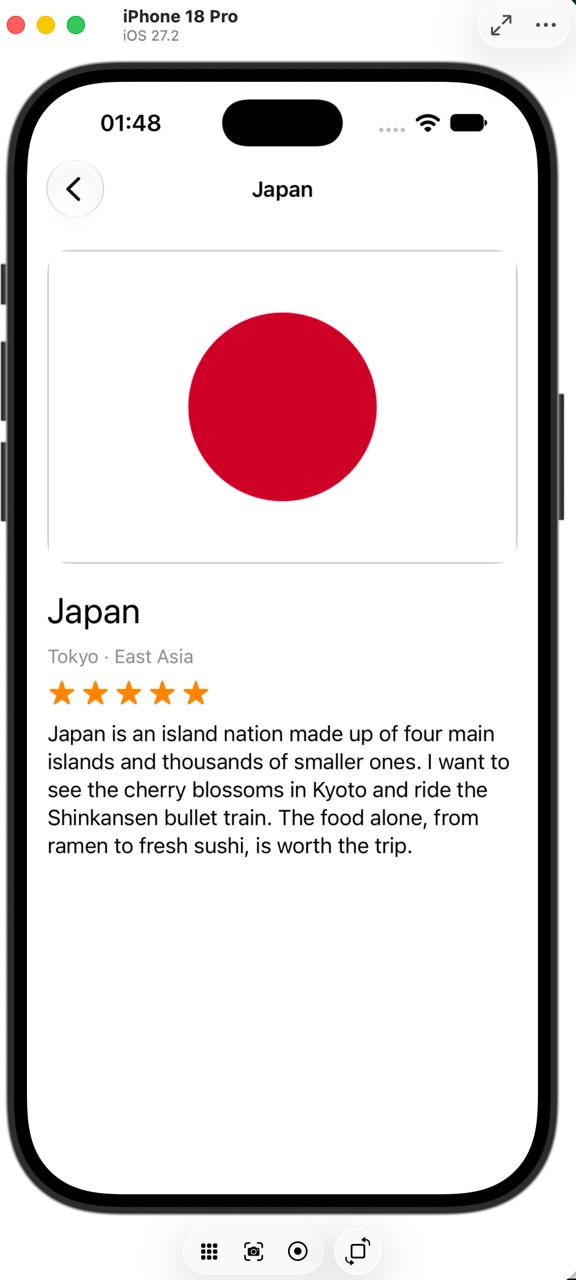 iPhone 18 Pro
iOS 27.2
01:48
Japan
Japan
Tokyo · East Asia
Japan is an island nation made up of four main
islands and thousands of smaller ones. I want to
see the cherry blossoms in Kyoto and ride the
Shinkansen bullet train. The food alone, from
ramen to fresh sushi, is worth the trip.